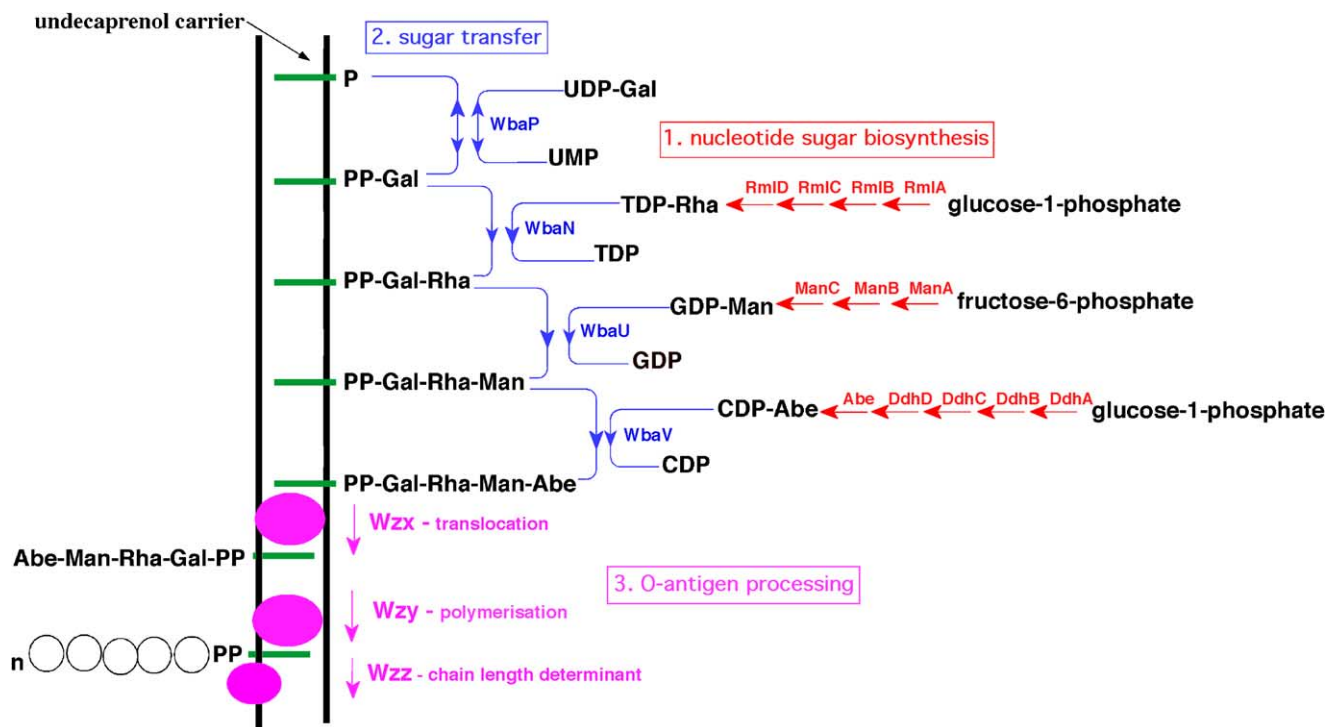 undecaprenol carrier
2. sugar transfer
P
UDP-Gal
WbaP
UMP
1. nucleotide sugar biosynthesis
PP-Gal
RmlD RmlC RmlB RmlA
TDP-Rha
glucose-1-phosphate
WbaN
TDP
PP-Gal-Rha
ManC ManB ManA
GDP-Man
fructose-6-phosphate
WbaU
GDP
PP-Gal-Rha-Man
Abe DdhD DdhC DdhB DdhA
CDP-Abe
glucose-1-phosphate
WbaV
CDP
PP-Gal-Rha-Man-Abe
Wzx - translocation
Abe-Man-Rha-Gal-PP
3. O-antigen processing
Wzy - polymerisation
n
PP
Wzz - chain length determinant